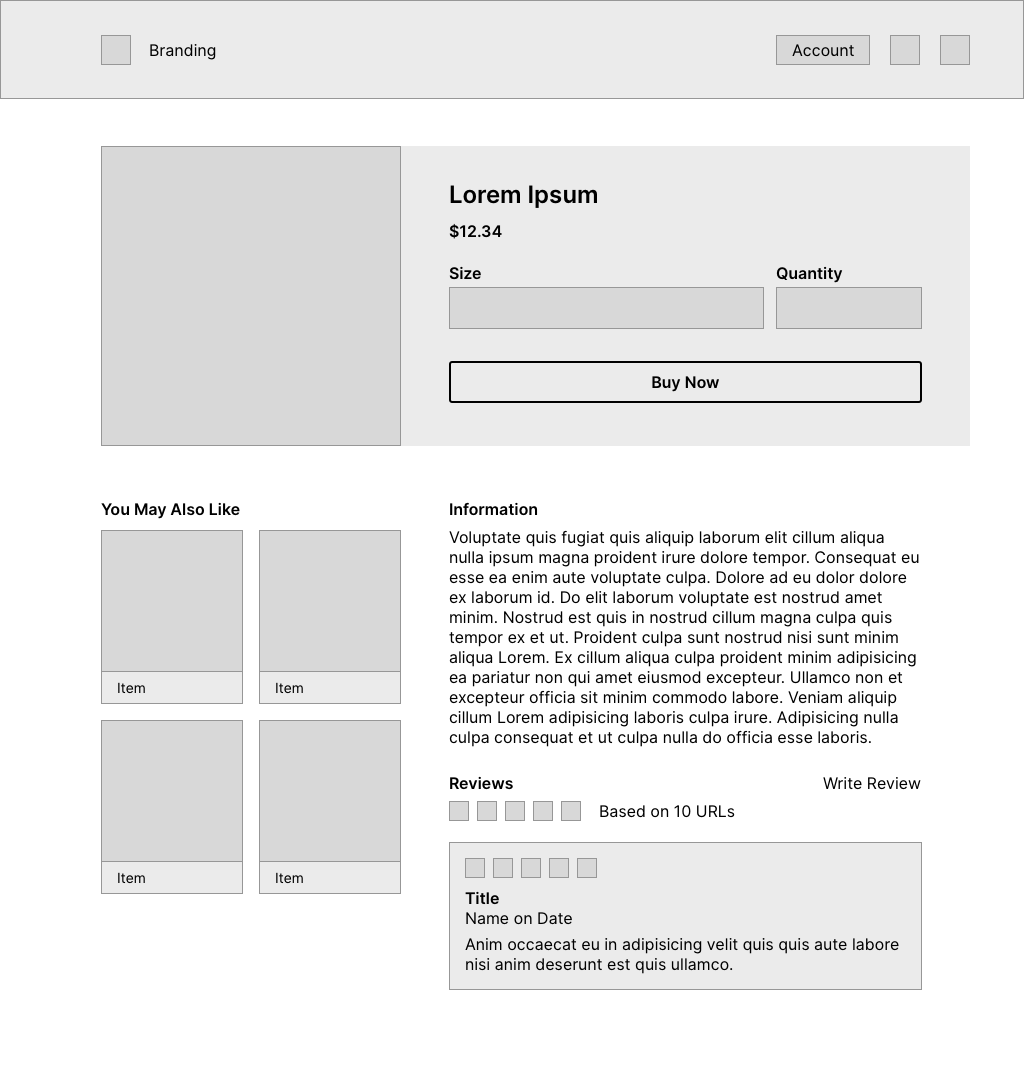 Branding
Account
Lorem Ipsum
$12.34
Size
Quantity
Buy Now
You May Also Like
Item
Item
Item
Item
Information
Voluptate quis fugiat quis aliquip laborum elit cillum aliqua
nulla ipsum magna proident irure dolore tempor. Consequat eu
esse ea enim aute voluptate culpa. Dolore ad eu dolor dolore
ex laborum id. Do elit laborum voluptate est nostrud amet
minim. Nostrud est quis in nostrud cillum magna culpa quis
tempor ex et ut. Proident culpa sunt nostrud nisi sunt minim
aliqua Lorem. Ex cillum aliqua culpa proident minim adipisicing
ea pariatur non qui amet eiusmod excepteur. Ullamco non et
excepteur officia sit minim commodo labore. Veniam aliquip
cillum Lorem adipisicing laboris culpa irure. Adipisicing nulla
culpa consequat et ut culpa nulla do officia esse laboris.
Reviews
Write Review
Based on 10 URLs
Title
Name on Date
Anim occaecat eu in adipisicing velit quis quis aute labore
nisi anim deserunt est quis ullamco.